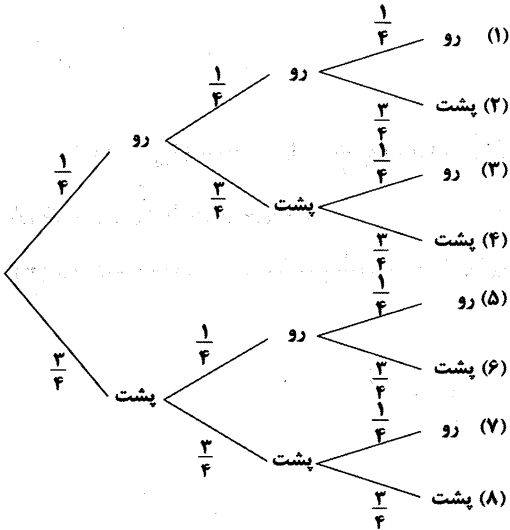 ۱/۴ رو (۱)
۱/۴ رو
۳/۴ پشت (۲)
رو
۱/۴ رو (۳)
۱/۴
۳/۴ پشت
۳/۴ پشت (۴)
۱/۴ رو (۵)
۳/۴
۱/۴ رو
۳/۴ پشت (۶)
پشت
۱/۴ رو (۷)
۳/۴ پشت
۳/۴ پشت (۸)